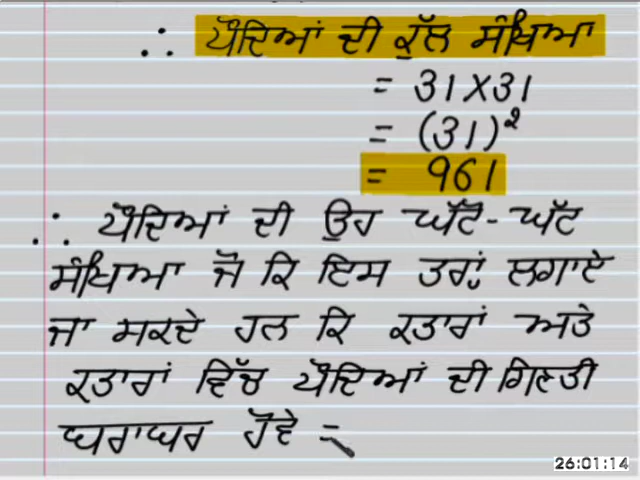 ∴ ਪੌਦਿਆਂ ਦੀ ਕੁੱਲ ਸੰਖਿਆ
= 31×31
= (31)²
= 961
∴ ਪੌਦਿਆਂ ਦੀ ਉਹ ਘੱਟੋ-ਘੱਟ
ਸੰਖਿਆ ਜੋ ਕਿ ਇਸ ਤਰ੍ਹਾਂ ਲਗਾਏ
ਜਾ ਸਕਦੇ ਹਨ ਕਿ ਕਤਾਰਾਂ ਅਤੇ
ਕਤਾਰਾਂ ਵਿੱਚ ਪੌਦਿਆਂ ਦੀ ਗਿਣਤੀ
ਬਰਾਬਰ ਹੋਵੇ =
26:01:14